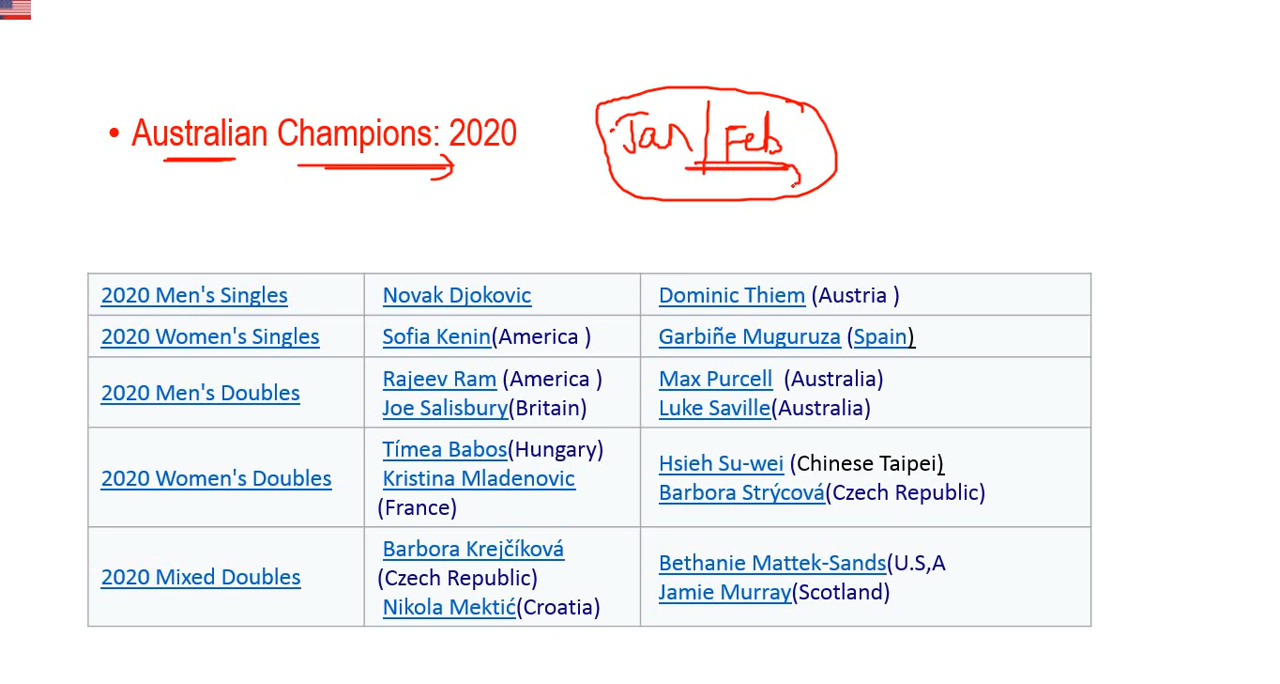 • Australian Champions: 2020
Jan/Feb
2020 Men's Singles
Novak Djokovic
Dominic Thiem (Austria )
2020 Women's Singles
Sofia Kenin(America )
Garbiñe Muguruza (Spain)
2020 Men's Doubles
Rajeev Ram (America )
Joe Salisbury(Britain)
Max Purcell (Australia)
Luke Saville(Australia)
2020 Women's Doubles
Tímea Babos(Hungary)
Kristina Mladenovic
(France)
Hsieh Su-wei (Chinese Taipei)
Barbora Strýcová(Czech Republic)
2020 Mixed Doubles
Barbora Krejčíková
(Czech Republic)
Nikola Mektić(Croatia)
Bethanie Mattek-Sands(U.S,A
Jamie Murray(Scotland)